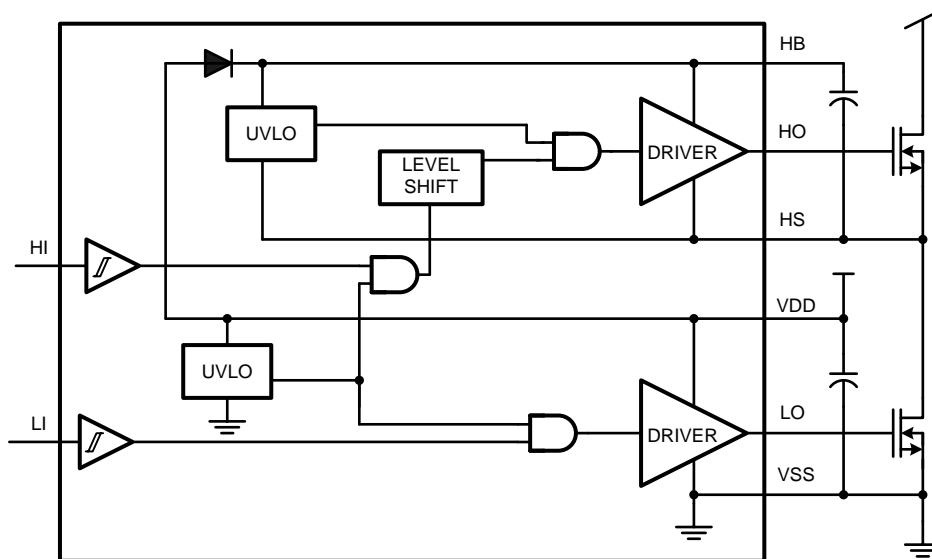 HB
UVLO
HO
DRIVER
LEVEL
SHIFT
HS
HI
VDD
UVLO
LI
LO
DRIVER
VSS